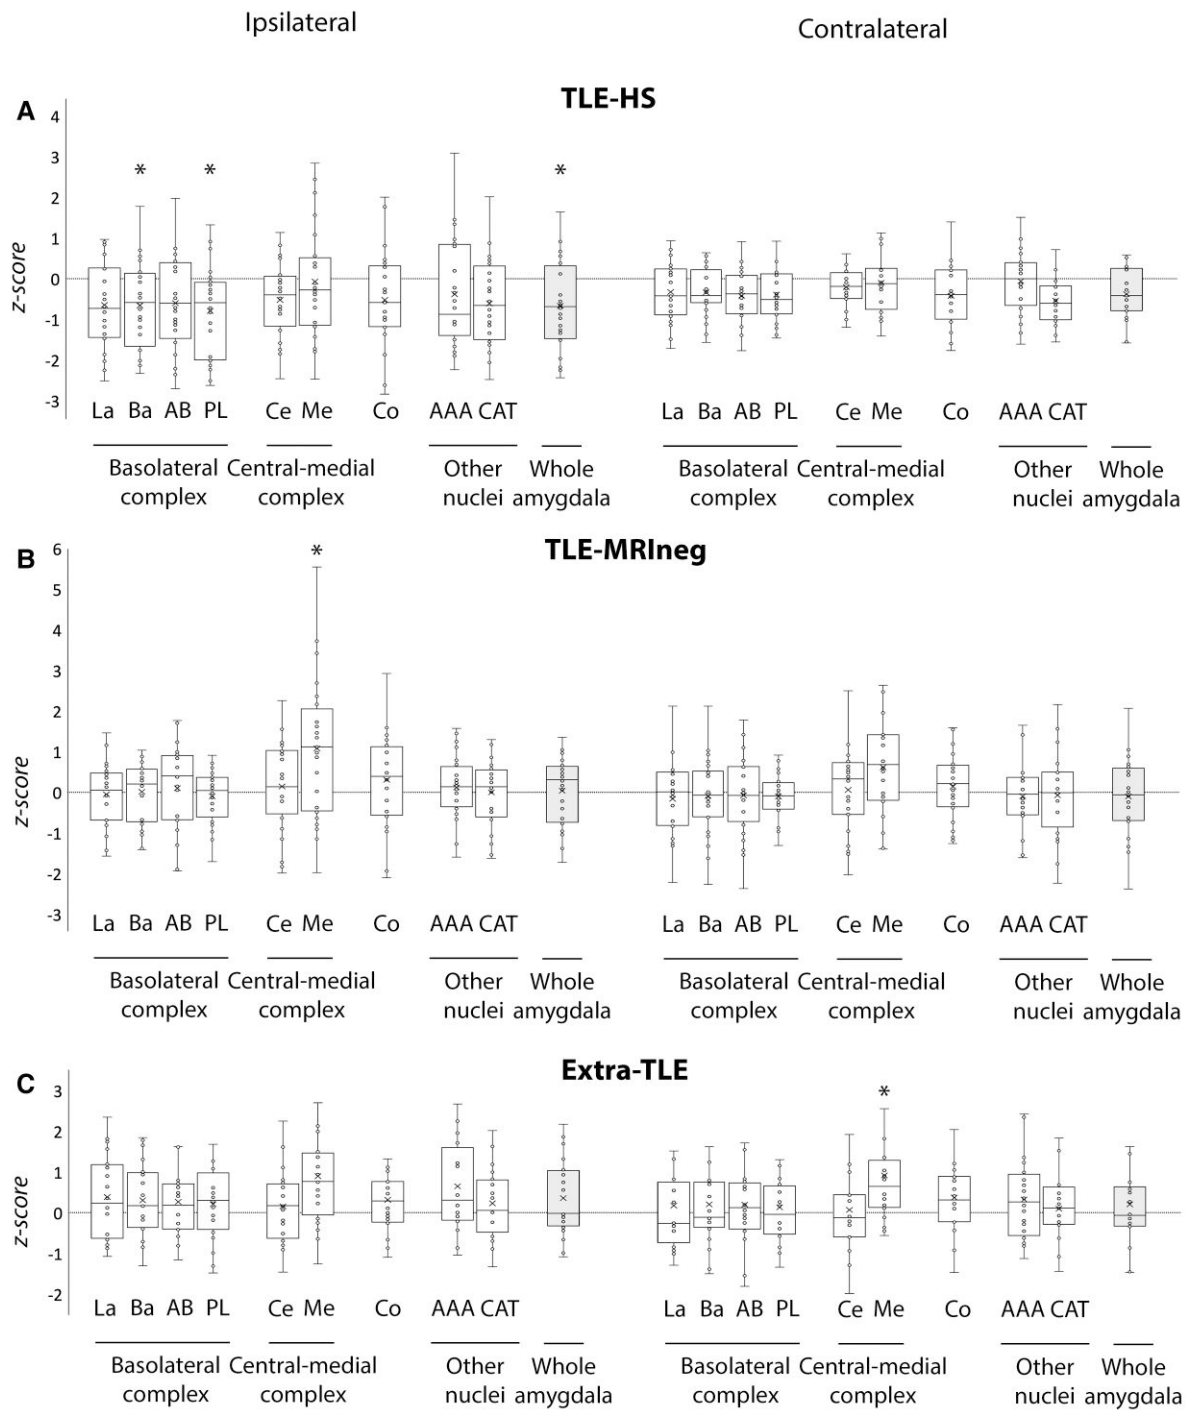 Ipsilateral Contralateral
TLE-HS
A
4
3
2
1
0
-1
-2
-3
z-score
* * *
La Ba AB PL Ce Me Co AAA CAT La Ba AB PL Ce Me Co AAA CAT
Basolateral Central-medial Other Whole Basolateral Central-medial Other Whole
complex complex nuclei amygdala complex complex nuclei amygdala
TLE-MRIneg
B
6
5
4
3
2
1
0
-1
-2
-3
z-score
*
La Ba AB PL Ce Me Co AAA CAT La Ba AB PL Ce Me Co AAA CAT
Basolateral Central-medial Other Whole Basolateral Central-medial Other Whole
complex complex nuclei amygdala complex complex nuclei amygdala
Extra-TLE
C
3
2
1
0
-1
-2
z-score
*
La Ba AB PL Ce Me Co AAA CAT La Ba AB PL Ce Me Co AAA CAT
Basolateral Central-medial Other Whole Basolateral Central-medial Other Whole
complex complex nuclei amygdala complex complex nuclei amygdala